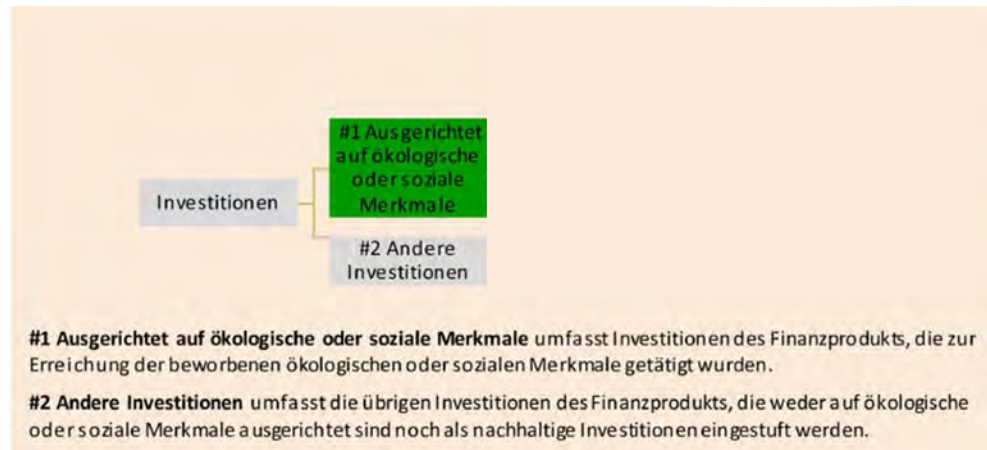 #1 Ausgerichtet
auf ökologische
oder soziale
Merkmale
Investitionen
#2 Andere
Investitionen
#1 Ausgerichtet auf ökologische oder soziale Merkmale umfasst Investitionen des Finanzprodukts, die zur
Erreichung der beworbenen ökologischen oder sozialen Merkmale getätigt wurden.
#2 Andere Investitionen umfasst die übrigen Investitionen des Finanzprodukts, die weder auf ökologische
oder soziale Merkmale ausgerichtet sind noch als nachhaltige Investitionen eingestuft werden.